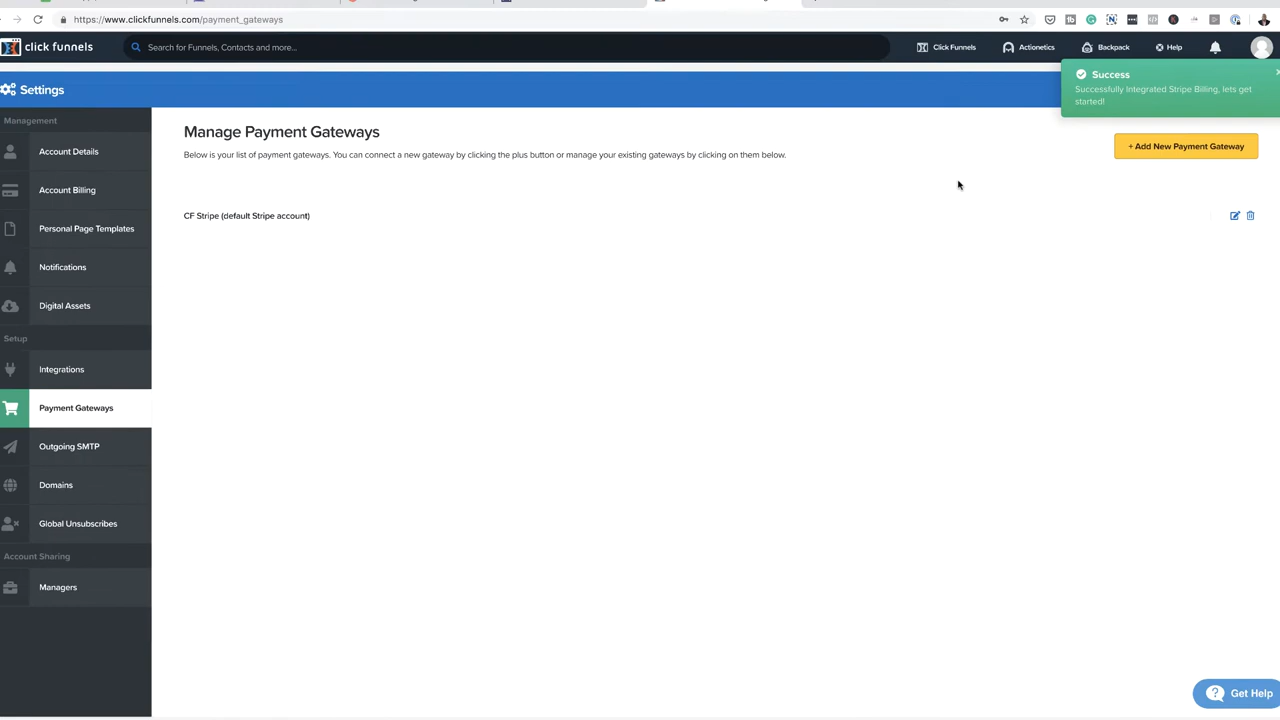 https://www.clickfunnels.com/payment_gateways
click funnels
Search for Funnels, Contacts and more...
Click Funnels
Actionetics
Backpack
Help
Settings
Success
Successfully Integrated Stripe Billing, lets get
started!
Management
Account Details
Account Billing
Personal Page Templates
Notifications
Digital Assets
Setup
Integrations
Payment Gateways
Outgoing SMTP
Domains
Global Unsubscribes
Account Sharing
Managers
Manage Payment Gateways
Below is your list of payment gateways. You can connect a new gateway by clicking the plus button or manage your existing gateways by clicking on them below.
+ Add New Payment Gateway
CF Stripe (default Stripe account)
Get Help